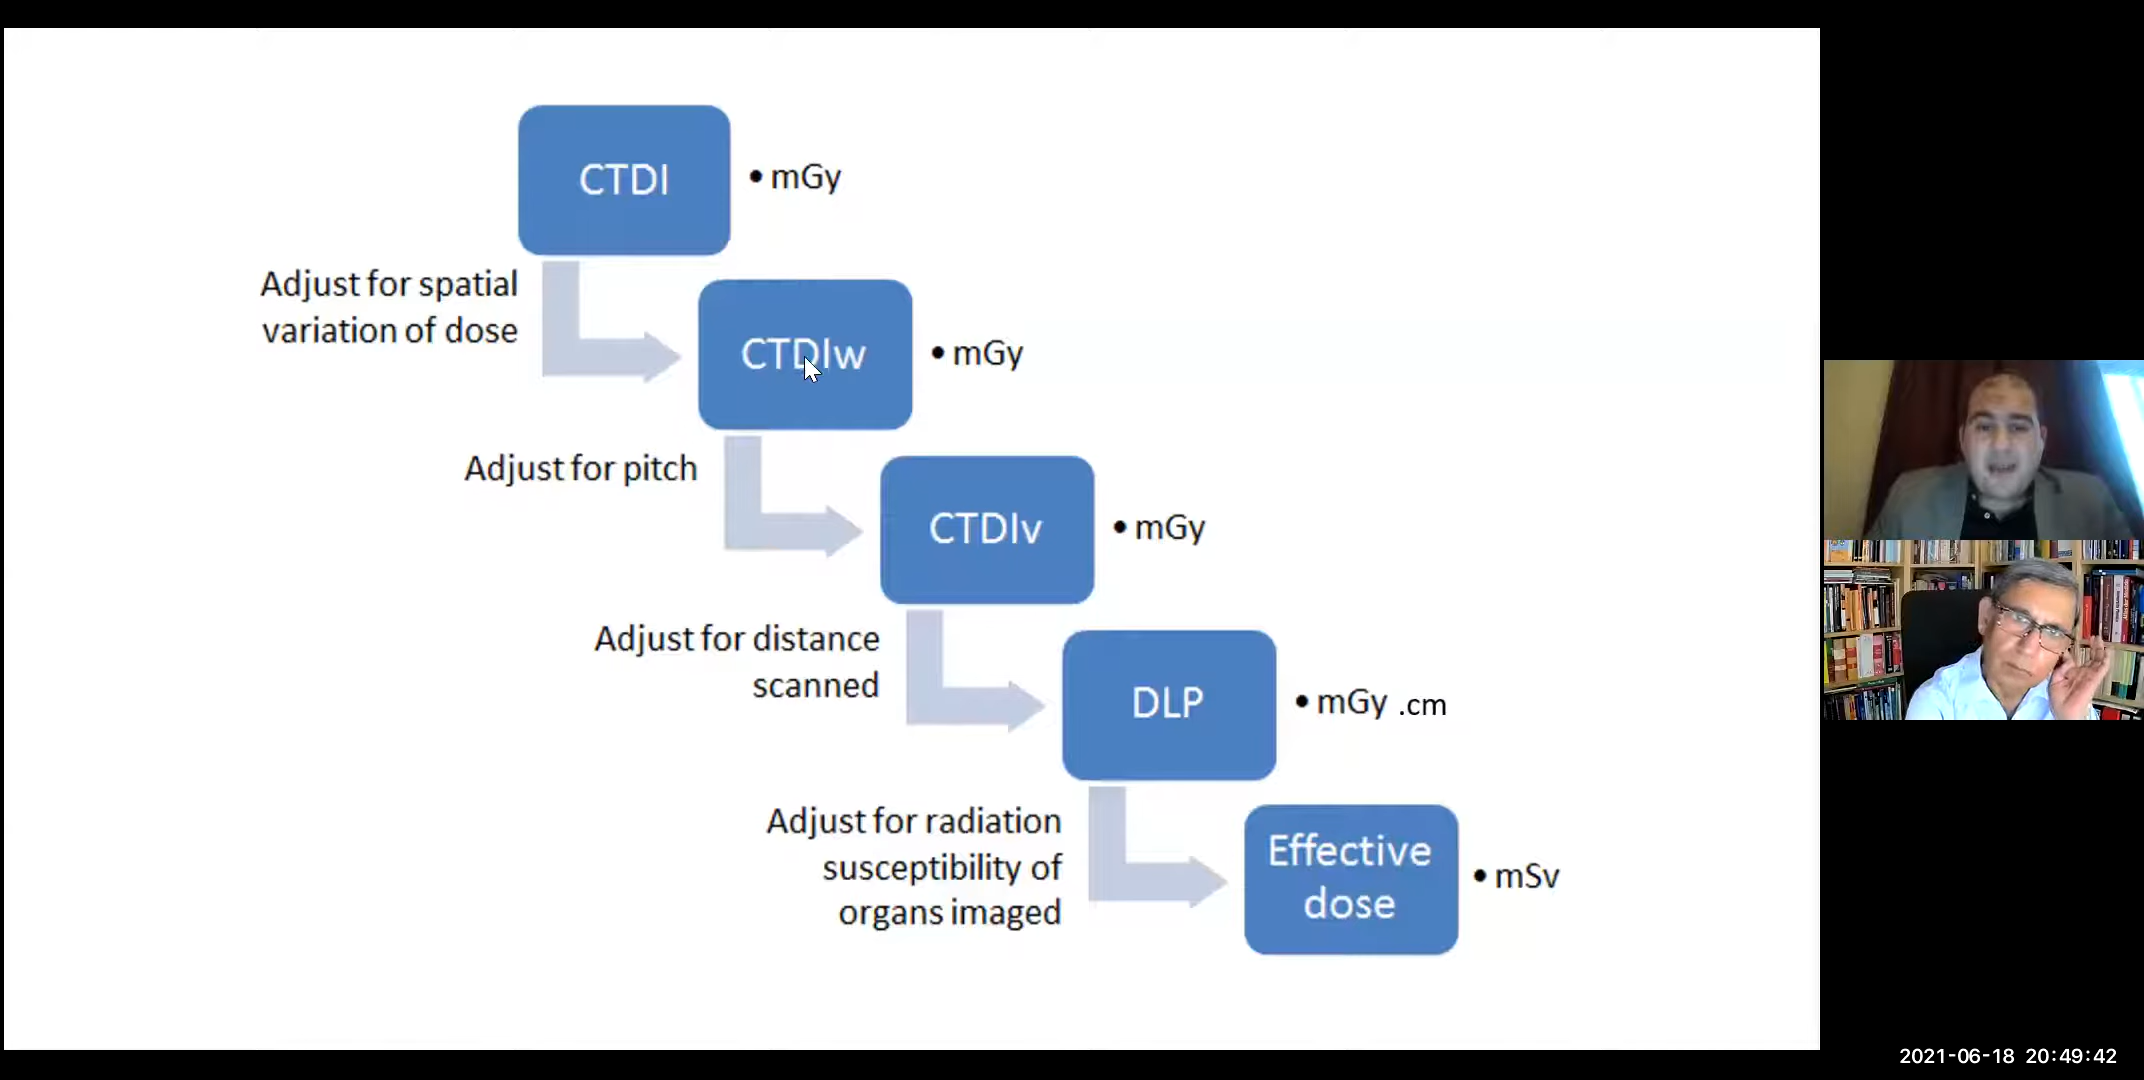 CTDI
• mGy
Adjust for spatial
variation of dose
CTDIw
• mGy
Adjust for pitch
CTDIv
• mGy
Adjust for distance
scanned
DLP
• mGy .cm
Adjust for radiation
susceptibility of
organs imaged
Effective
dose
• mSv
2021-06-18 20:49:42